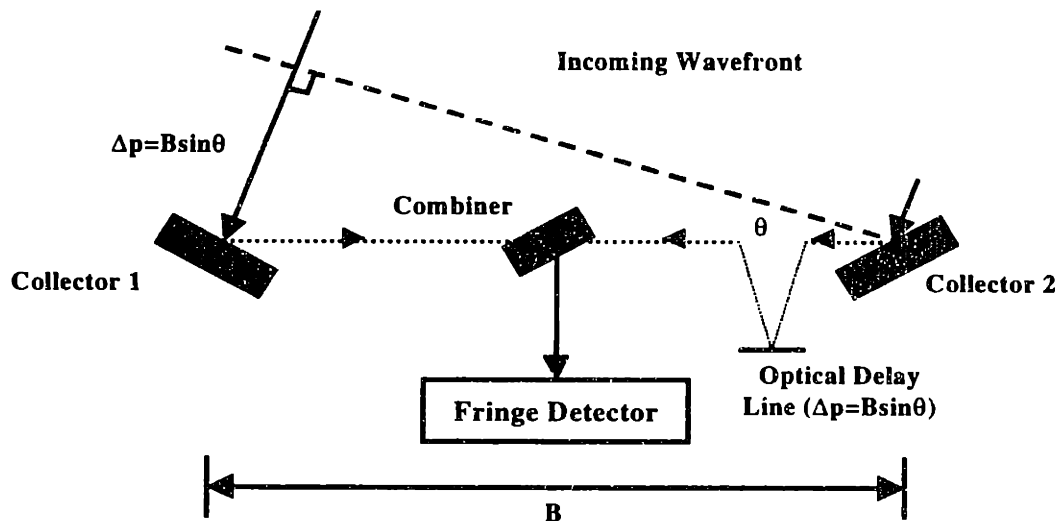 Incoming Wavefront
Δp=Bsinθ
Combiner
θ
Collector 1
Collector 2
Optical Delay
Line (Δp=Bsinθ)
Fringe Detector
B